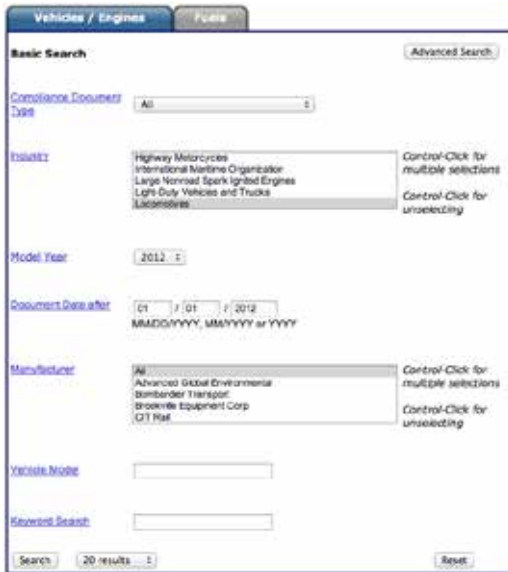 Vehicles / Engines
Fuels
Basic Search
Advanced Search
Compliance Document Type
All
Industry
Highway Motorcycles
International Maritime Organization
Large Nonroad Spark Ignited Engines
Light-Duty Vehicles and Trucks
Locomotives
Control-Click for multiple selections
Control-Click for unselecting
Model Year
2012
Document Date after
01 / 01 / 2012
MM/DD/YYYY, MM/YYYY or YYYY
Manufacturer
All
Advanced Global Environmental
Bombardier Transport
Brookville Equipment Corp
CIT Rail
Control-Click for multiple selections
Control-Click for unselecting
Vehicle Model
Keyword Search
Search
20 results
Reset